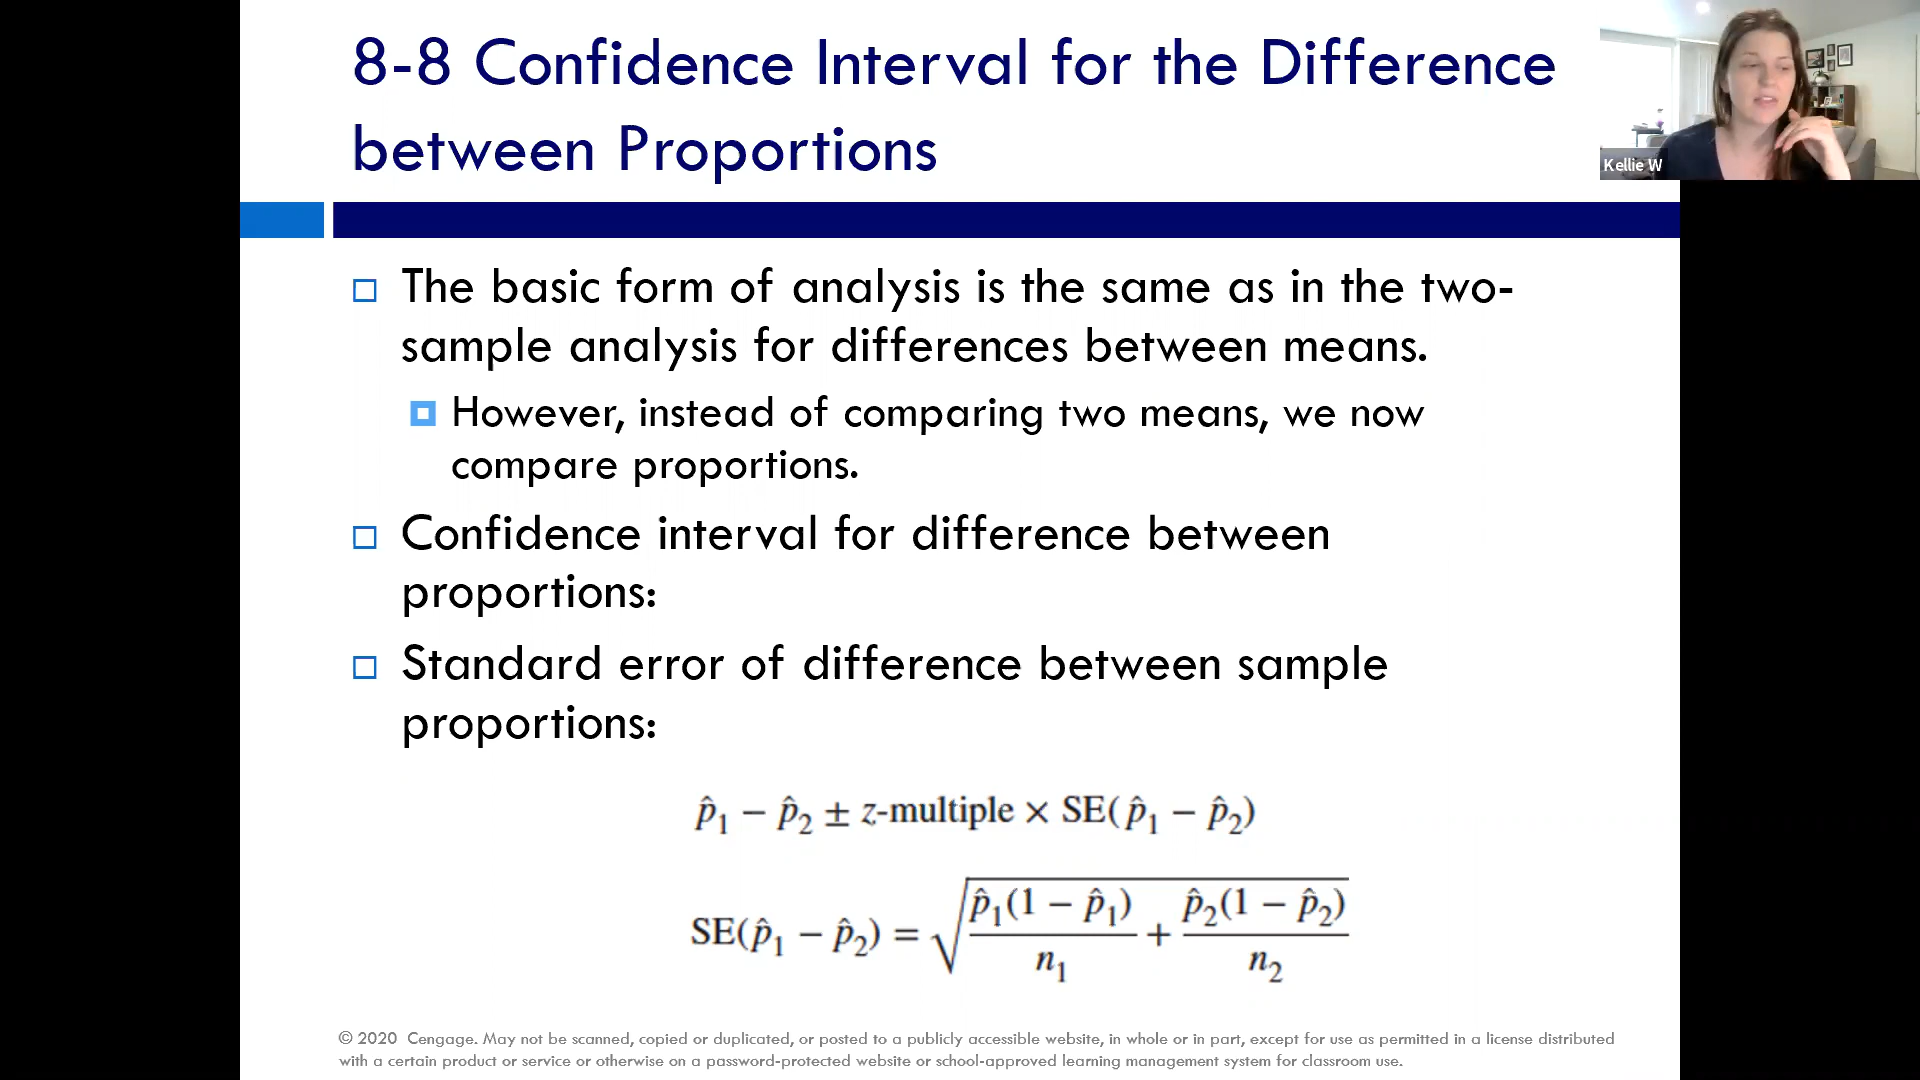 8-8 Confidence Interval for the Difference
between Proportions
Kellie W
The basic form of analysis is the same as in the two-
sample analysis for differences between means.
However, instead of comparing two means, we now
compare proportions.
Confidence interval for difference between
proportions:
Standard error of difference between sample
proportions:
p̂₁ − p̂₂ ± z-multiple × SE(p̂₁ − p̂₂)
SE(p̂₁ − p̂₂) = √(p̂₁(1 − p̂₁)/n₁ + p̂₂(1 − p̂₂)/n₂)
© 2020 Cengage. May not be scanned, copied or duplicated, or posted to a publicly accessible website, in whole or in part, except for use as permitted in a license distributed
with a certain product or service or otherwise on a password-protected website or school-approved learning management system for classroom use.